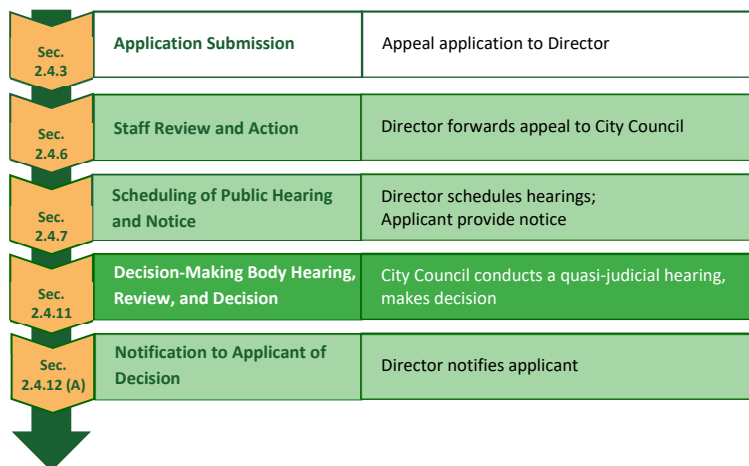 Sec.
2.4.3
Application Submission
Appeal application to Director
Sec.
2.4.6
Staff Review and Action
Director forwards appeal to City Council
Sec.
2.4.7
Scheduling of Public Hearing
and Notice
Director schedules hearings;
Applicant provide notice
Sec.
2.4.11
Decision-Making Body Hearing,
Review, and Decision
City Council conducts a quasi-judicial hearing,
makes decision
Sec.
2.4.12 (A)
Notification to Applicant of
Decision
Director notifies applicant